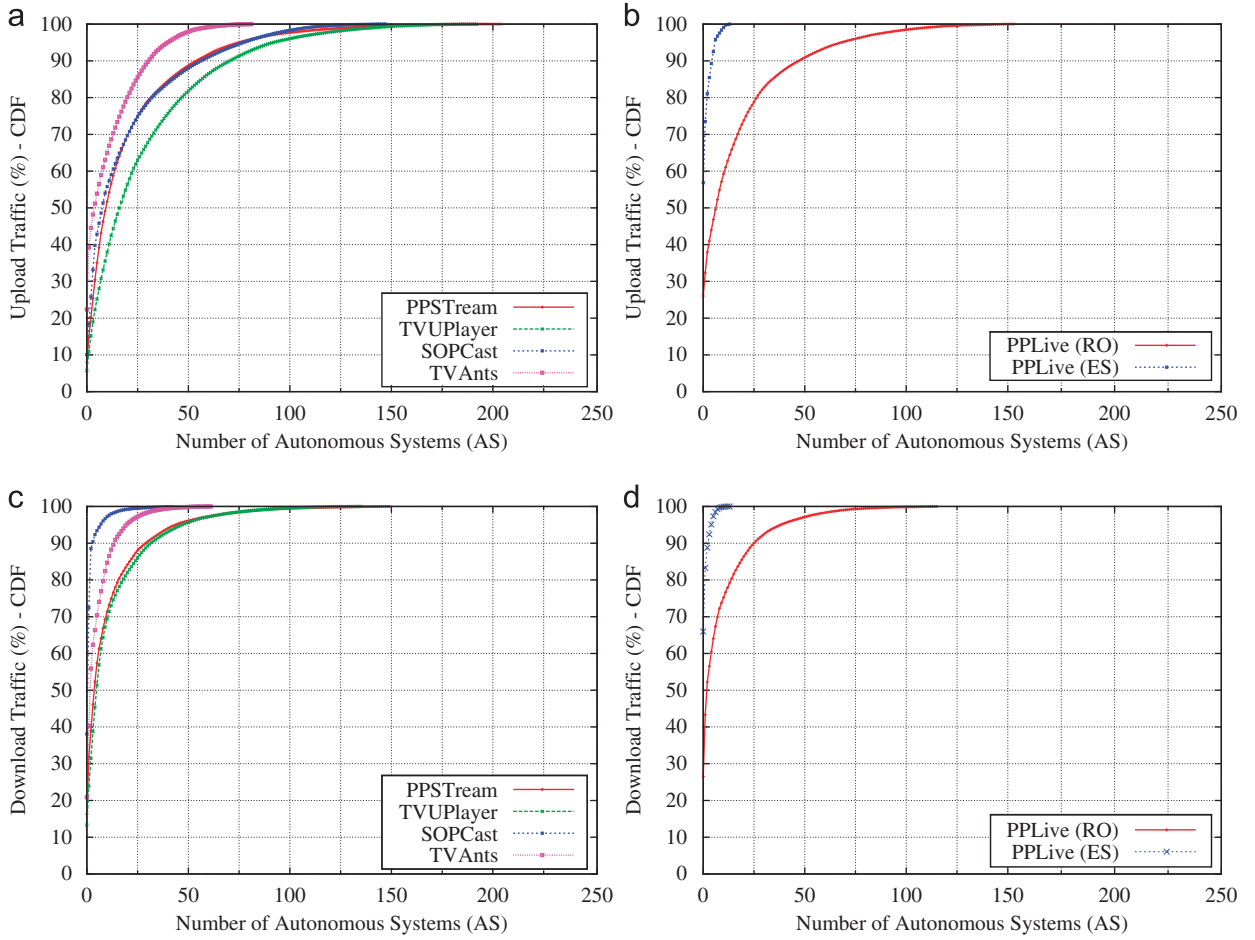 a
100
90
80
70
60
50
40
30
20
10
0
Upload Traffic (%) - CDF
0 50 100 150 200 250
Number of Autonomous Systems (AS)
PPSTream
TVUPlayer
SOPCast
TVAnts
b
100
90
80
70
60
50
40
30
20
10
0
Upload Traffic (%) - CDF
0 50 100 150 200 250
Number of Autonomous Systems (AS)
PPLive (RO)
PPLive (ES)
c
100
90
80
70
60
50
40
30
20
10
0
Download Traffic (%) - CDF
0 50 100 150 200 250
Number of Autonomous Systems (AS)
PPSTream
TVUPlayer
SOPCast
TVAnts
d
100
90
80
70
60
50
40
30
20
10
0
Download Traffic (%) - CDF
0 50 100 150 200 250
Number of Autonomous Systems (AS)
PPLive (RO)
PPLive (ES)